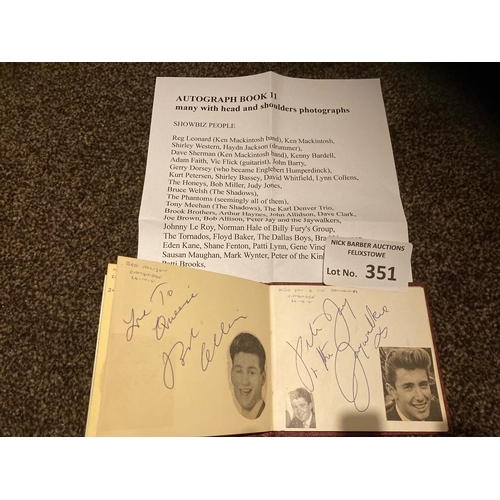 AUTOGRAPH BOOK 11
many with head and shoulders photographs
SHOWBIZ PEOPLE
Reg Leonard (Ken Mackintosh band), Ken Mackintosh,
Shirley Western, Haydn Jackson (drummer),
Dave Sherman (Ken Mackintosh band), Kenny Bardell,
Adam Faith, Vic Flick (guitarist), John Barry,
Gerry Dorsey (who became Englebert Humperdinck),
Kurt Petersen, Shirley Bassey, David Whitfield, Lynn Collens,
The Honeys, Bob Miller, Judy Jones,
Bruce Welsh (The Shadows),
The Phantoms (seemingly all of them),
Tony Meehan (The Shadows), The Karl Denver Trio,
Brook Brothers, Arthur Haynes, John Allidson, Dave Clark,
Joe Brown, Bob Allison, Peter Jay and the Jaywalkers,
Johnny Le Roy, Norman Hale of Billy Fury's Group,
The Tornados, Floyd Baker, The Dallas Boys,
Eden Kane, Shane Fenton, Patti Lynn, Gene
Sausan Maughan, Mark Wynter, Peter of the
Patti Brooks,
NICK BARBER AUCTIONS
FELIXSTOWE
Lot No. 351
Love To
Bob Allison
Peter Jay
& the
Jaywalkers